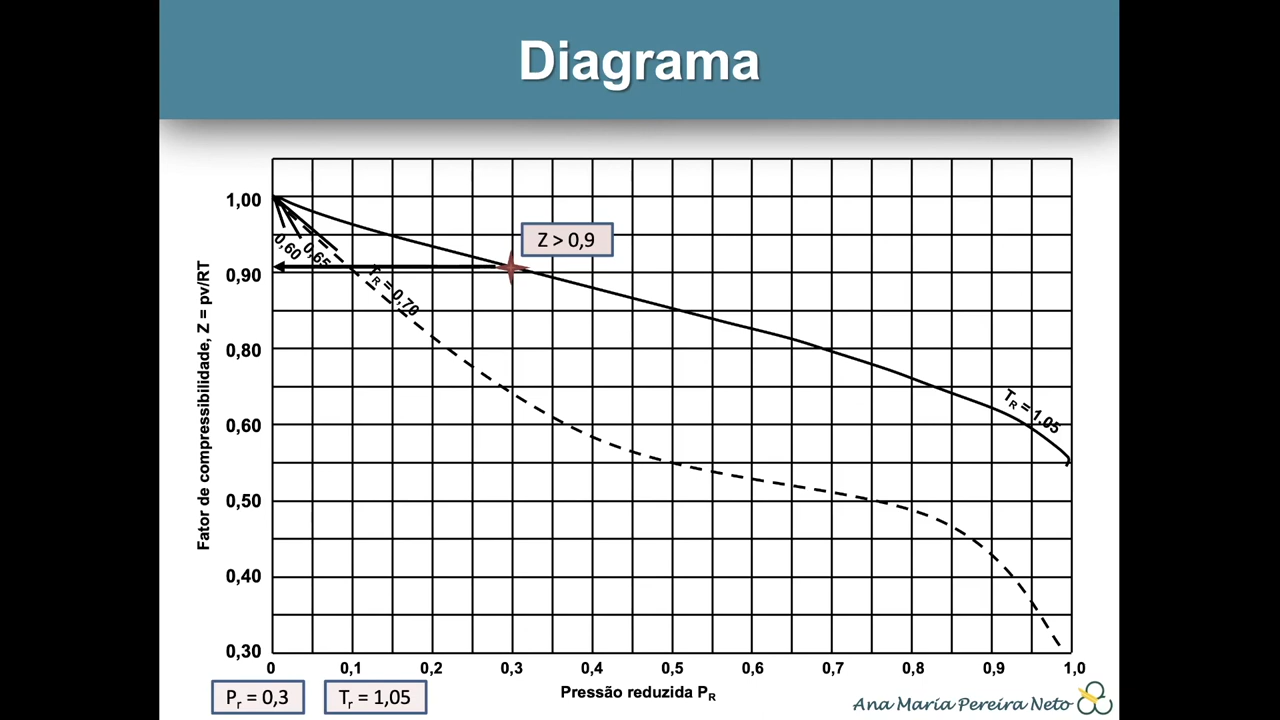 Diagrama
Z > 0,9
1,00
0,90
0,80
0,60
0,50
0,40
0,30
Fator de compressibilidade, Z = pv/RT
0,60
0,65
TR = 0,70
TR = 1,05
0 0,1 0,2 0,3 0,4 0,5 0,6 0,7 0,8 0,9 1,0
Pressão reduzida PR
Pr = 0,3
Tr = 1,05
Ana Maria Pereira Neto